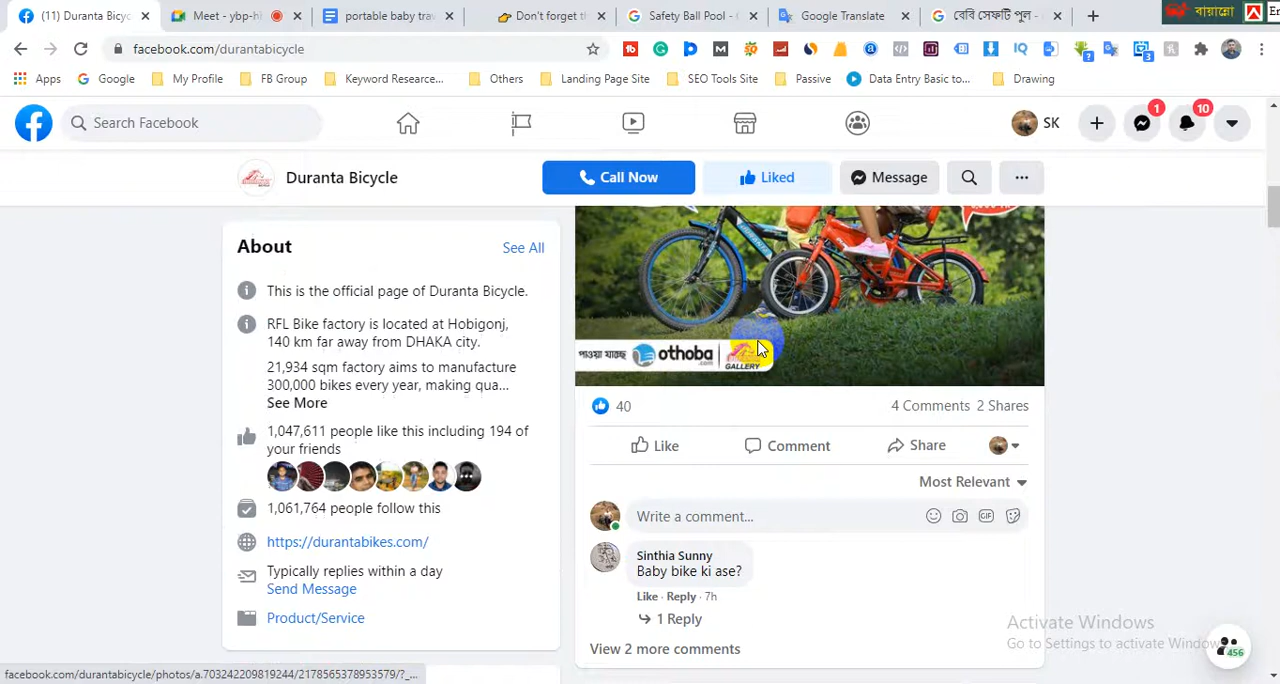 (11) Duranta Bicyc
Meet - ybp-hi
portable baby trav
Don't forget th
Safety Ball Pool - G
Google Translate
বেবি সেফটি পুল - G
বায়ান্নো
En
facebook.com/durantabicycle
Apps
Google
My Profile
FB Group
Keyword Researce...
Others
Landing Page Site
SEO Tools Site
Passive
Data Entry Basic to...
Drawing
Search Facebook
SK
1
10
Duranta Bicycle
Call Now
Liked
Message
About
See All
This is the official page of Duranta Bicycle.
RFL Bike factory is located at Hobigonj,
140 km far away from DHAKA city.
21,934 sqm factory aims to manufacture
300,000 bikes every year, making qua...
See More
1,047,611 people like this including 194 of
your friends
1,061,764 people follow this
https://durantabikes.com/
Typically replies within a day
Send Message
Product/Service
পাওয়া যাচ্ছে
othoba
.com
GALLERY
40
4 Comments 2 Shares
Like
Comment
Share
Most Relevant
Write a comment...
GIF
Sinthia Sunny
Baby bike ki ase?
Like · Reply · 7h
1 Reply
View 2 more comments
Activate Windows
Go to Settings to activate Windows.
456
facebook.com/durantabicycle/photos/a.703242209819244/2178565378953579/?_...